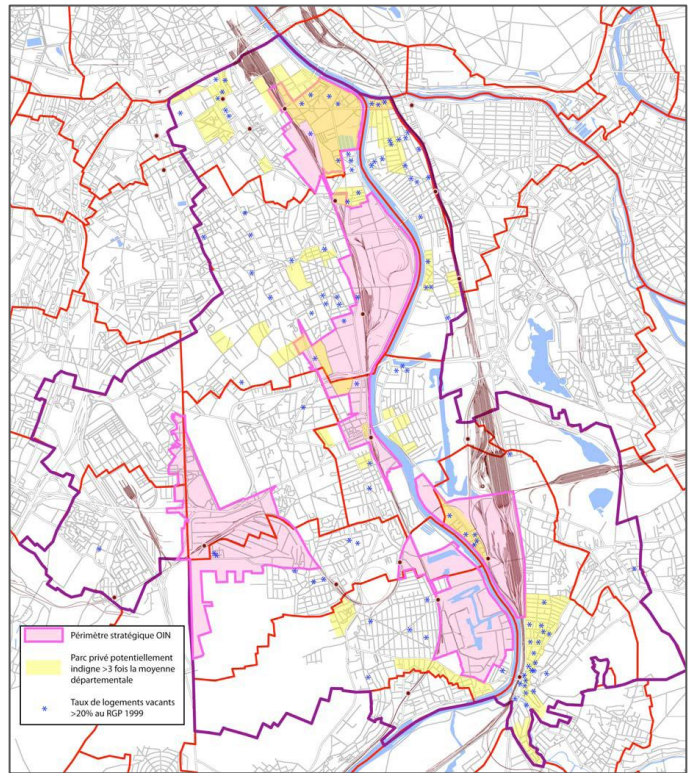 Périmètre stratégique OIN
Parc privé potentiellement
indigne >3 fois la moyenne
départementale
Taux de logements vacants
>20% au RGP 1999